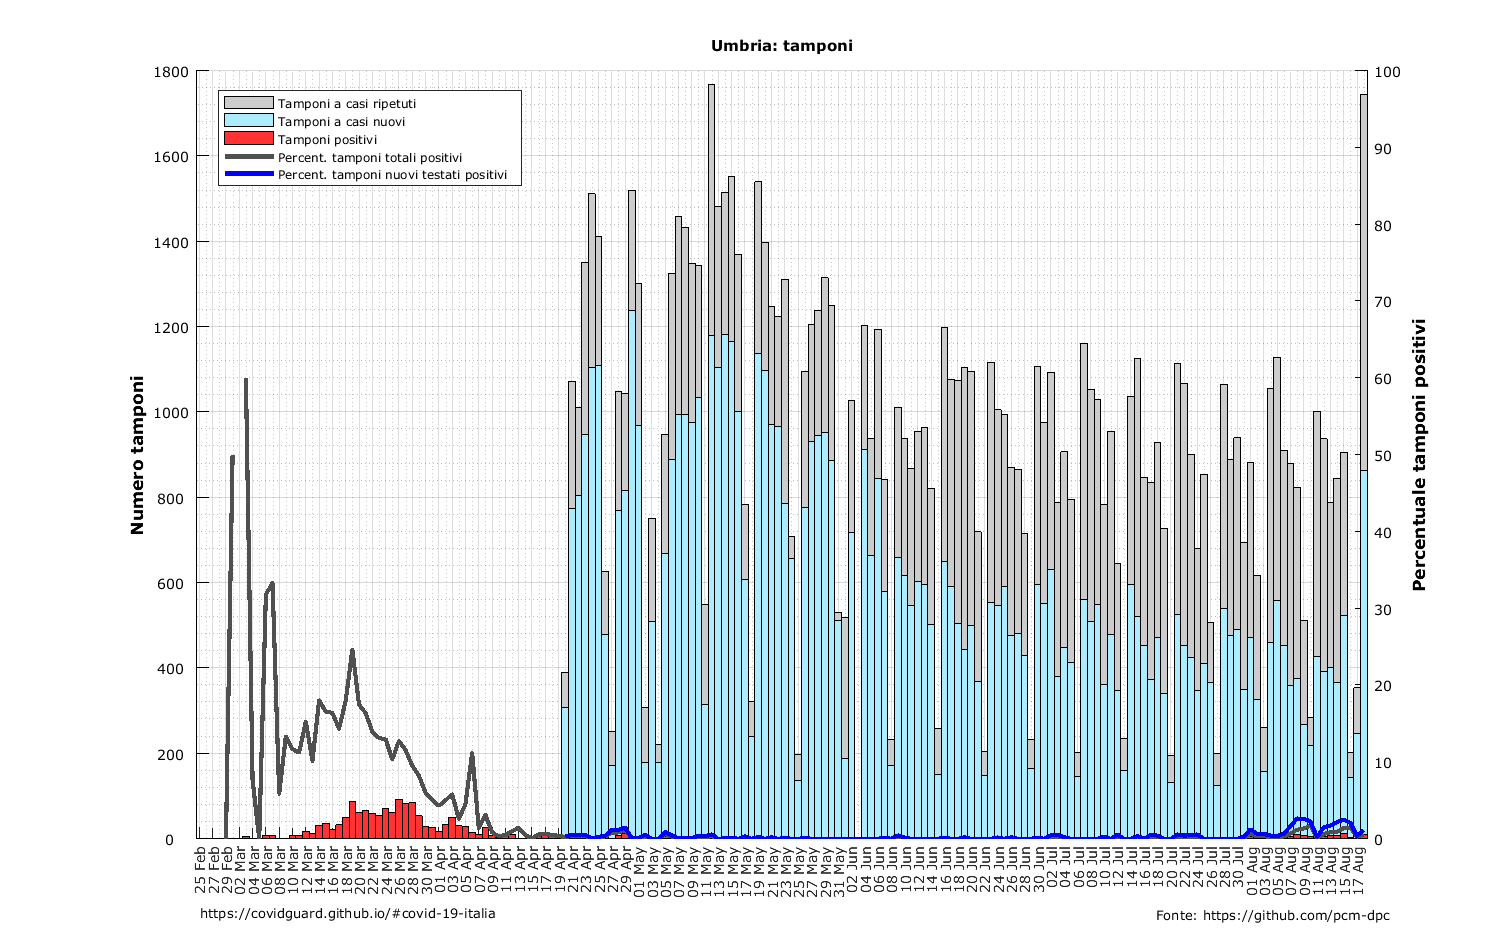 Umbria: tamponi
1800
1600
1400
1200
1000
800
600
400
200
0
Numero tamponi
Tamponi a casi ripetuti
Tamponi a casi nuovi
Tamponi positivi
Percent. tamponi totali positivi
Percent. tamponi nuovi testati positivi
100
90
80
70
60
50
40
30
20
10
0
Percentuale tamponi positivi
25 Feb
27 Feb
29 Feb
02 Mar
04 Mar
06 Mar
08 Mar
10 Mar
12 Mar
14 Mar
16 Mar
18 Mar
20 Mar
22 Mar
24 Mar
26 Mar
28 Mar
30 Mar
01 Apr
03 Apr
05 Apr
07 Apr
09 Apr
11 Apr
13 Apr
15 Apr
17 Apr
19 Apr
21 Apr
23 Apr
25 Apr
27 Apr
29 Apr
01 May
03 May
05 May
07 May
09 May
11 May
13 May
15 May
17 May
19 May
21 May
23 May
25 May
27 May
29 May
31 May
02 Jun
04 Jun
06 Jun
08 Jun
10 Jun
12 Jun
14 Jun
16 Jun
18 Jun
20 Jun
22 Jun
24 Jun
26 Jun
28 Jun
30 Jun
02 Jul
04 Jul
06 Jul
08 Jul
10 Jul
12 Jul
14 Jul
16 Jul
18 Jul
20 Jul
22 Jul
24 Jul
26 Jul
28 Jul
30 Jul
01 Aug
03 Aug
05 Aug
07 Aug
09 Aug
11 Aug
13 Aug
15 Aug
17 Aug
https://covidguard.github.io/#covid-19-italia
Fonte: https://github.com/pcm-dpc